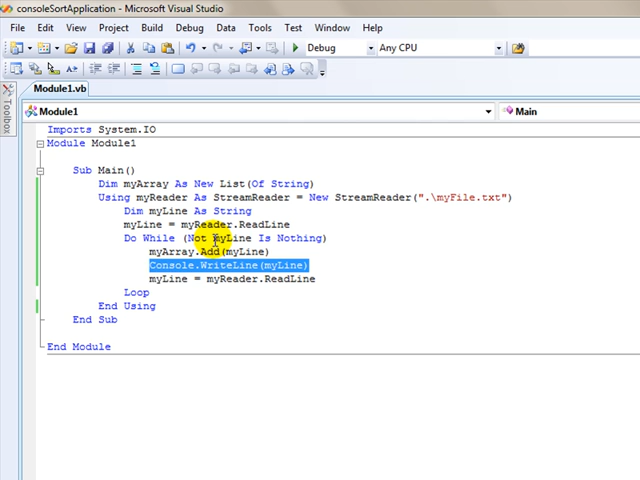 consoleSortApplication - Microsoft Visual Studio
File Edit View Project Build Debug Data Tools Test Window Help
Debug Any CPU
Module1.vb
Toolbox
Module1 Main
Imports System.IO
Module Module1
Sub Main()
Dim myArray As New List(Of String)
Using myReader As StreamReader = New StreamReader(".\myFile.txt")
Dim myLine As String
myLine = myReader.ReadLine
Do While (Not myLine Is Nothing)
myArray.Add(myLine)
Console.WriteLine(myLine)
myLine = myReader.ReadLine
Loop
End Using
End Sub
End Module